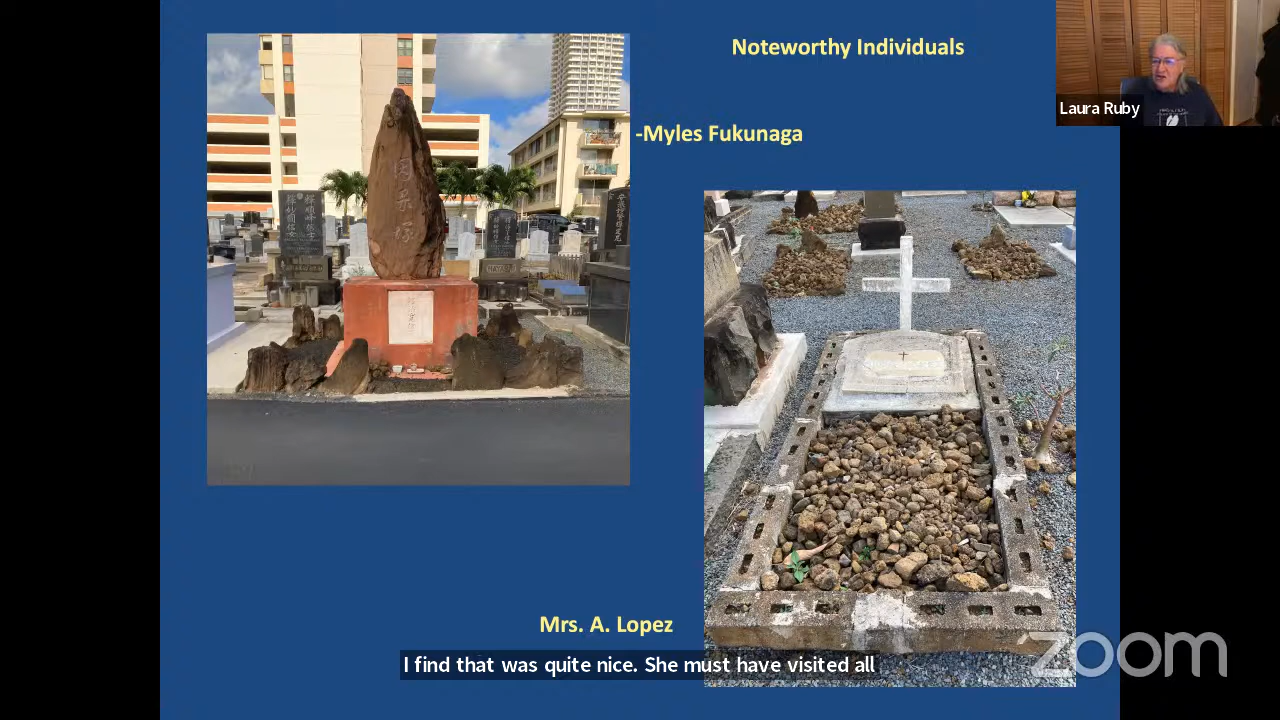 Noteworthy Individuals
Laura Ruby
-Myles Fukunaga
Mrs. A. Lopez
I find that was quite nice. She must have visited all
zoom